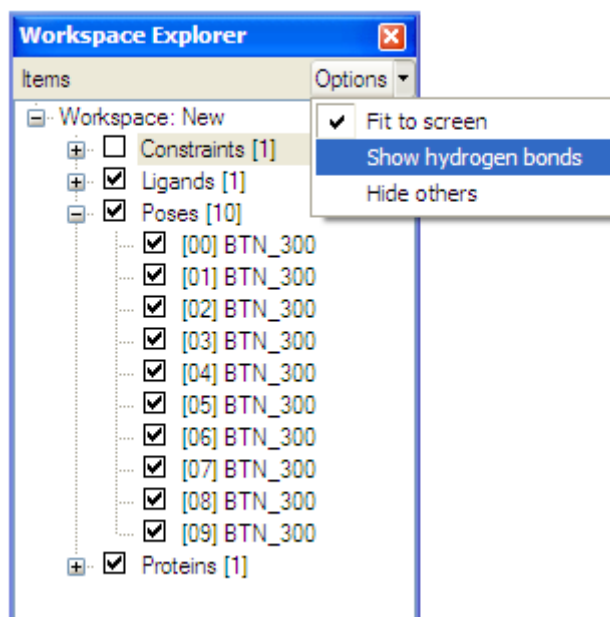 Workspace Explorer
Items Options
Workspace: New
Fit to screen
Constraints [1]
Show hydrogen bonds
Ligands [1]
Hide others
Poses [10]
[00] BTN_300
[01] BTN_300
[02] BTN_300
[03] BTN_300
[04] BTN_300
[05] BTN_300
[06] BTN_300
[07] BTN_300
[08] BTN_300
[09] BTN_300
Proteins [1]